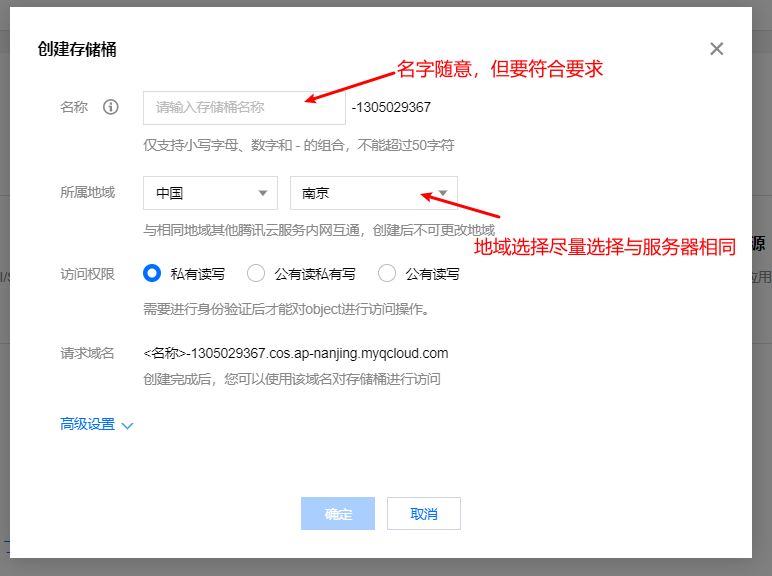 创建存储桶
名字随意，但要符合要求
名称 请输入存储桶名称 -1305029367
仅支持小写字母、数字和 - 的组合，不能超过50字符
所属地域 中国 南京
与相同地域其他腾讯云服务内网互通，创建后不可更改地域
地域选择尽量选择与服务器相同
源
访问权限 私有读写 公有读私有写 公有读写
应用
需要进行身份验证后才能对object进行访问操作。
请求域名 <名称>-1305029367.cos.ap-nanjing.myqcloud.com
创建完成后，您可以使用该域名对存储桶进行访问
高级设置
确定 取消